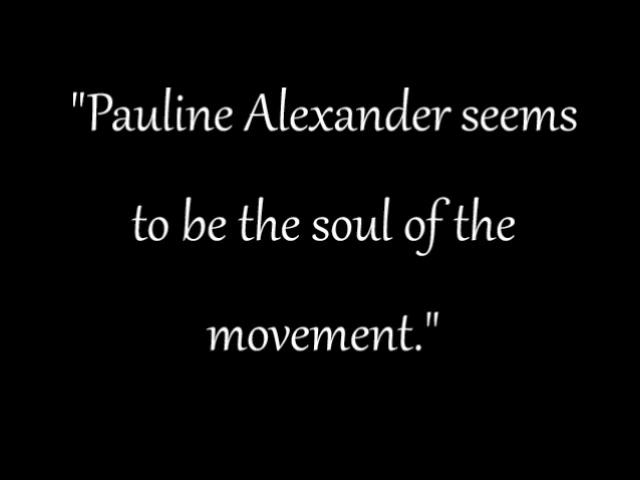 "Pauline Alexander seems
to be the soul of the
movement."